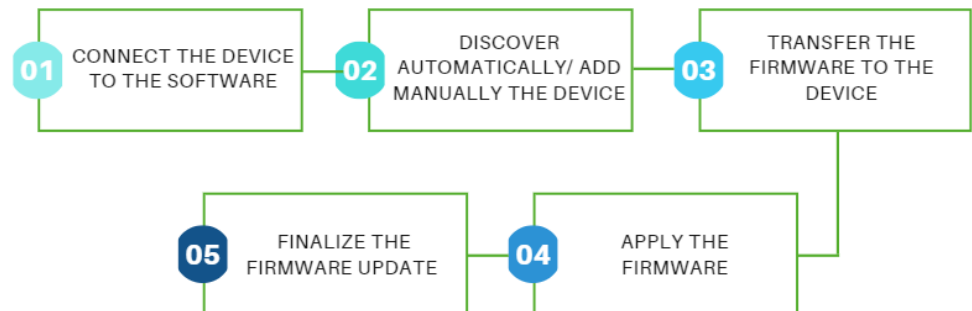 01
CONNECT THE DEVICE
TO THE SOFTWARE
02
DISCOVER
AUTOMATICALLY/ ADD
MANUALLY THE DEVICE
03
TRANSFER THE
FIRMWARE TO THE
DEVICE
04
APPLY THE
FIRMWARE
05
FINALIZE THE
FIRMWARE UPDATE